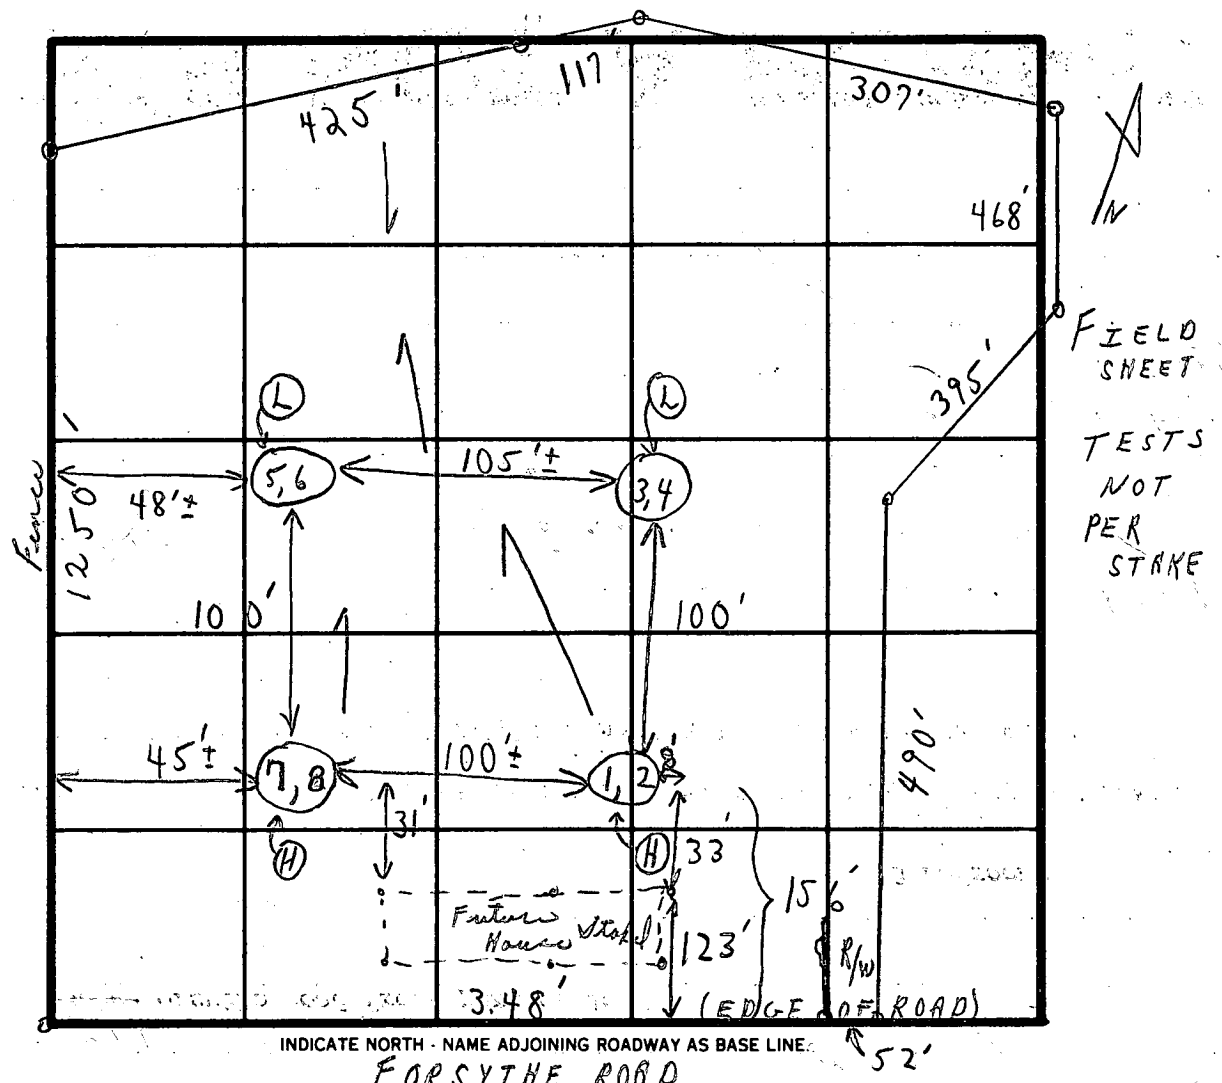 117'
425'
307'
N
468'
FIELD
SHEET
395'
TESTS
NOT
PER
STAKE
L
L
Fence
1250'
5,6
105'±
3,4
48'±
100'
100'
490'
45'±
7,8
100'±
1,2
31'
33'
H
H
156'
Future
House Staked
123'
R/W
348'
(EDGE OF ROAD)
INDICATE NORTH - NAME ADJOINING ROADWAY AS BASE LINE.
52'
FORSYTHE ROAD